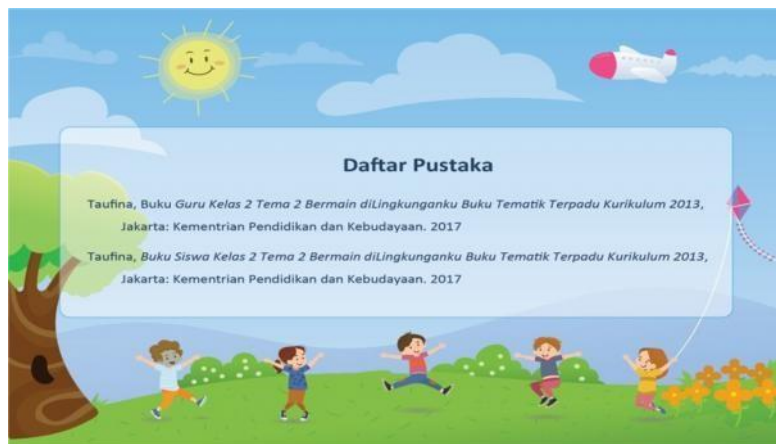 Daftar Pustaka
Taufina, Buku Guru Kelas 2 Tema 2 Bermain diLingkunganku Buku Tematik Terpadu Kurikulum 2013,
Jakarta: Kementrian Pendidikan dan Kebudayaan. 2017
Taufina, Buku Siswa Kelas 2 Tema 2 Bermain diLingkunganku Buku Tematik Terpadu Kurikulum 2013,
Jakarta: Kementrian Pendidikan dan Kebudayaan. 2017